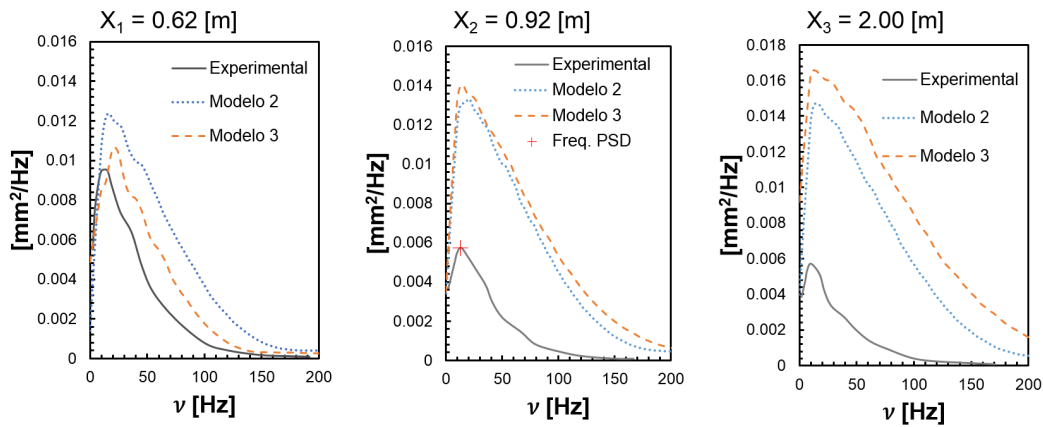 X₁ = 0.62 [m]
0.016
0.014
0.012
0.01
0.008
0.006
0.004
0.002
0
[mm²/Hz]
Experimental
Modelo 2
Modelo 3
0 50 100 150 200
ν [Hz]
X₂ = 0.92 [m]
0.016
0.014
0.012
0.01
0.008
0.006
0.004
0.002
0
[mm²/Hz]
Experimental
Modelo 2
Modelo 3
Freq. PSD
0 50 100 150 200
ν [Hz]
X₃ = 2.00 [m]
0.018
0.016
0.014
0.012
0.01
0.008
0.006
0.004
0.002
0
[mm²/Hz]
Experimental
Modelo 2
Modelo 3
0 50 100 150 200
ν [Hz]